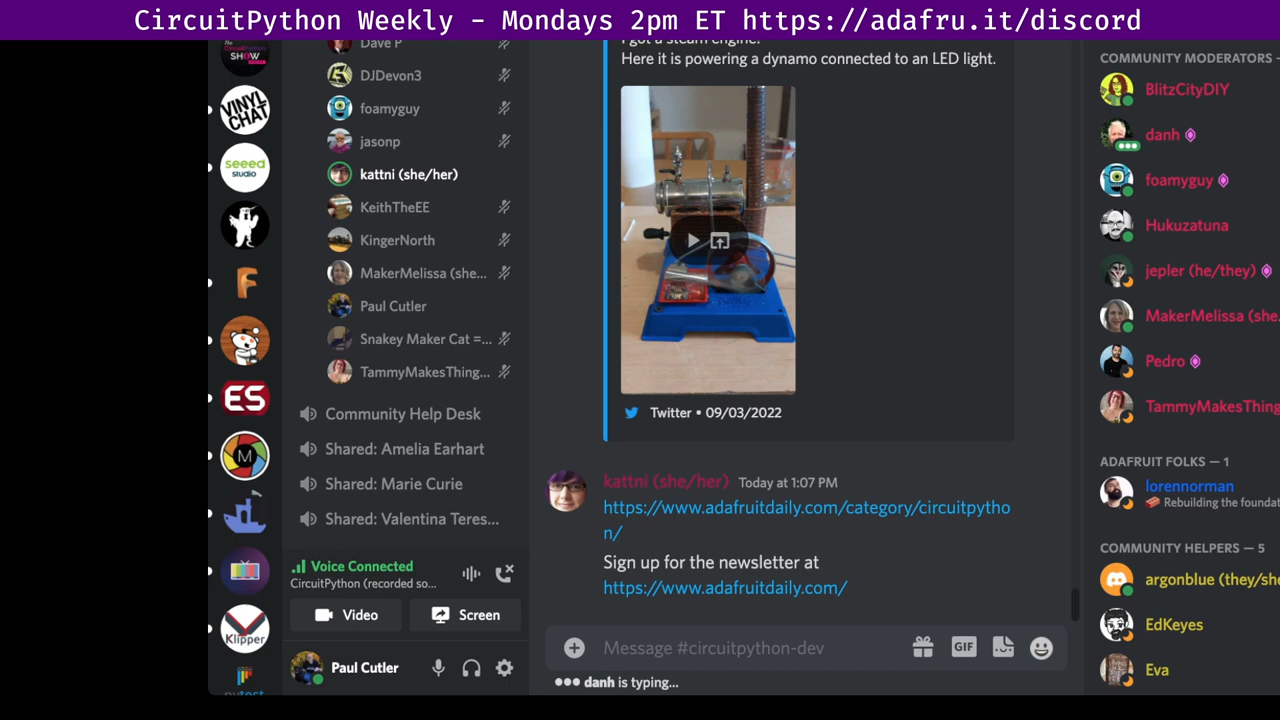 CircuitPython Weekly - Mondays 2pm ET https://adafru.it/discord
The
CircuitPython
SHOW
VINYL
CHAT
seeed
studio
F
ES
M
Klipper
pytest
Dave P
DJDevon3
foamyguy
jasonp
kattni (she/her)
KeithTheEE
KingerNorth
MakerMelissa (she...
Paul Cutler
Snakey Maker Cat =...
TammyMakesThing...
Community Help Desk
Shared: Amelia Earhart
Shared: Marie Curie
Shared: Valentina Teres...
Voice Connected
CircuitPython (recorded so...
Video
Screen
Paul Cutler
I got a steam engine!
Here it is powering a dynamo connected to an LED light.
Twitter • 09/03/2022
kattni (she/her) Today at 1:07 PM
https://www.adafruitdaily.com/category/circuitpytho
n/
Sign up for the newsletter at
https://www.adafruitdaily.com/
Message #circuitpython-dev
GIF
danh is typing...
COMMUNITY MODERATORS -
BlitzCityDIY
danh
foamyguy
Hukuzatuna
jepler (he/they)
MakerMelissa (she.
Pedro
TammyMakesThing
ADAFRUIT FOLKS — 1
lorennorman
Rebuilding the foundat
COMMUNITY HELPERS — 5
argonblue (they/she
EdKeyes
Eva